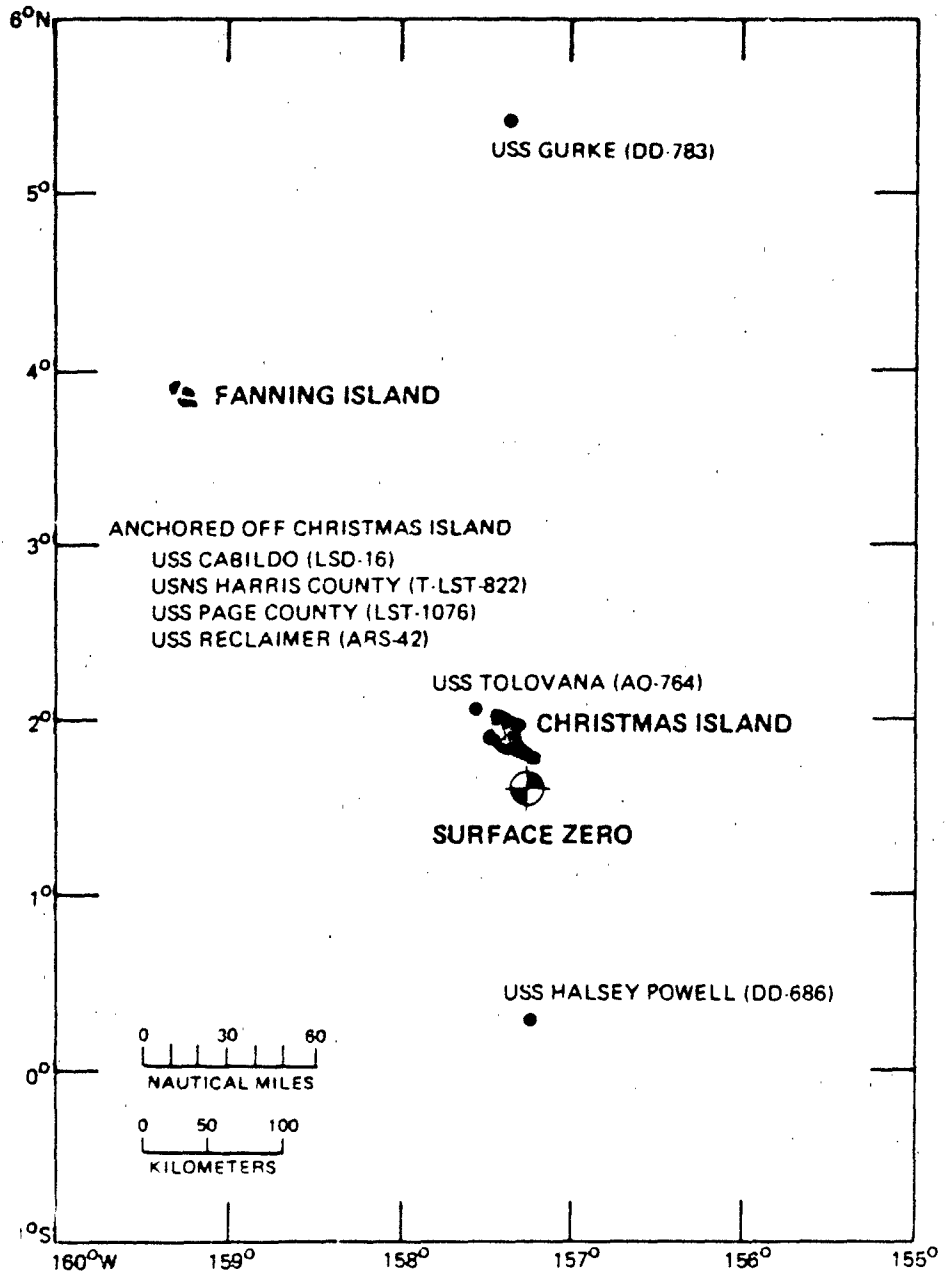 6°N
USS GURKE (DD-783)
5°
4°
FANNING ISLAND
ANCHORED OFF CHRISTMAS ISLAND
3°
USS CABILDO (LSD-16)
USNS HARRIS COUNTY (T-LST-822)
USS PAGE COUNTY (LST-1076)
USS RECLAIMER (ARS-42)
USS TOLOVANA (AO-764)
2°
CHRISTMAS ISLAND
SURFACE ZERO
1°
USS HALSEY POWELL (DD-686)
0 30 60
NAUTICAL MILES
0°
0 50 100
KILOMETERS
1°S
160°W 159° 158° 157° 156° 155°